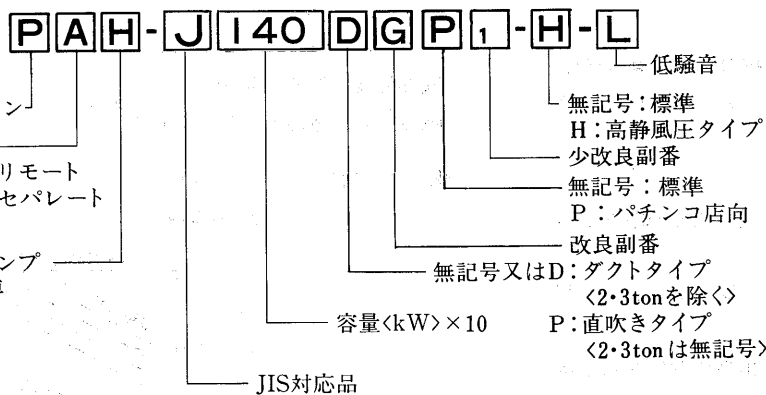 PAH-J140DGP1-H-L
低騒音
ン
無記号：標準
H：高静風圧タイプ
リモート
少改良副番
セパレート
無記号：標準
P：パチンコ店向
改良副番
ンプ
無記号又はD：ダクトタイプ
〈2・3tonを除く〉
容量〈kW〉×10
P：直吹きタイプ
〈2・3tonは無記号〉
JIS対応品